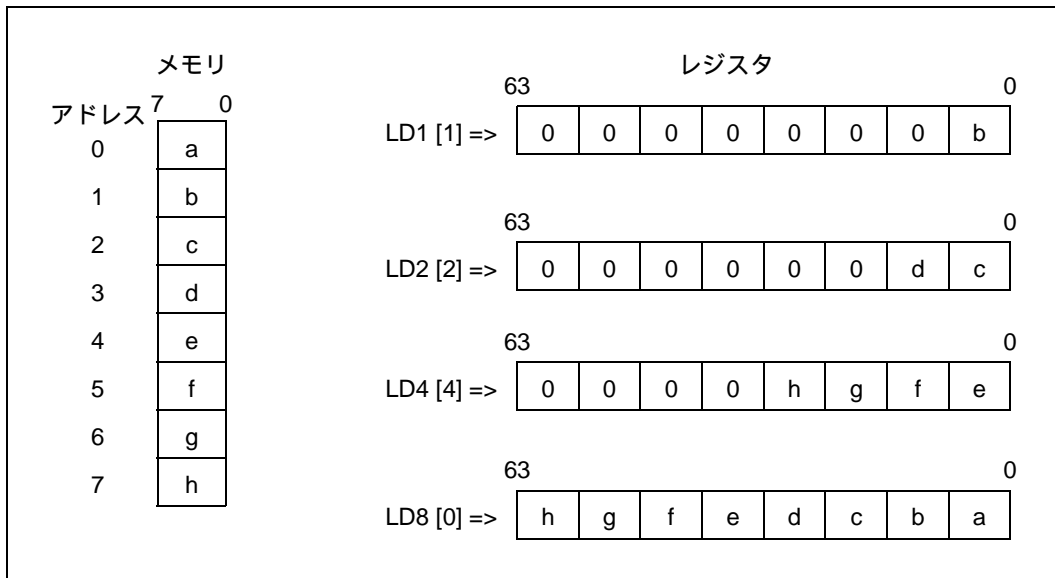 メモリ
アドレス 7 0
0 a
1 b
2 c
3 d
4 e
5 f
6 g
7 h
レジスタ
63 0
LD1 [1] => 0 0 0 0 0 0 0 b
63 0
LD2 [2] => 0 0 0 0 0 0 d c
63 0
LD4 [4] => 0 0 0 0 h g f e
63 0
LD8 [0] => h g f e d c b a